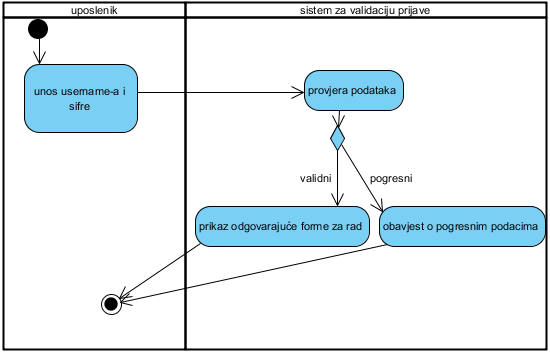 uposlenik
sistem za validaciju prijave
unos username-a i
sifre
provjera podataka
validni
pogresni
prikaz odgovarajuće forme za rad
obavjest o pogresnim podacima